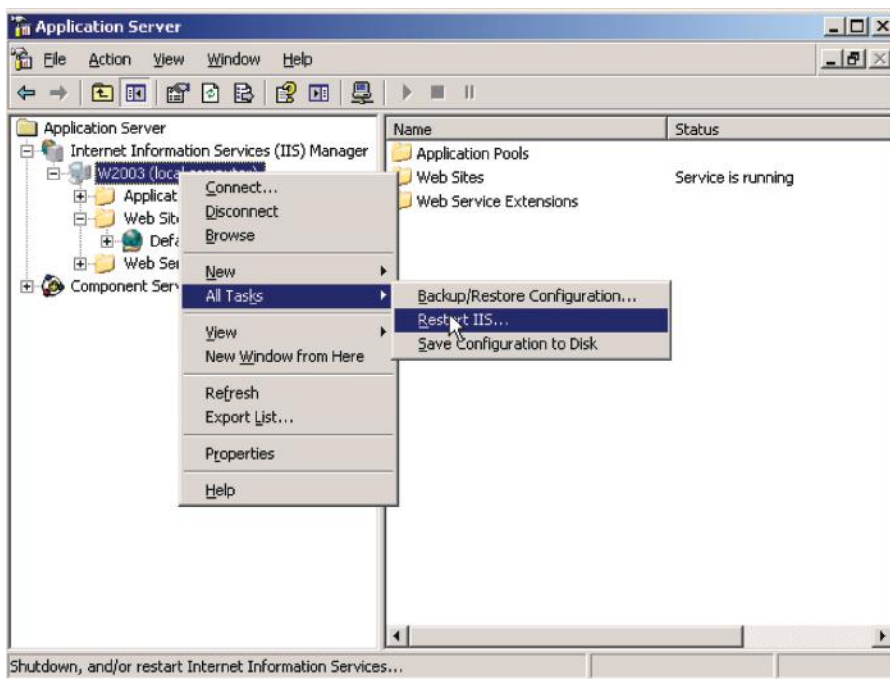 Application Server
File Action View Window Help
Application Server
Internet Information Services (IIS) Manager
W2003 (local computer)
Applicat
Web Sit
Defa
Web Ser
Component Serv
Name Status
Application Pools
Web Sites Service is running
Web Service Extensions
Connect...
Disconnect
Browse
New
All Tasks
View
New Window from Here
Refresh
Export List...
Properties
Help
Backup/Restore Configuration...
Restart IIS...
Save Configuration to Disk
Shutdown, and/or restart Internet Information Services...